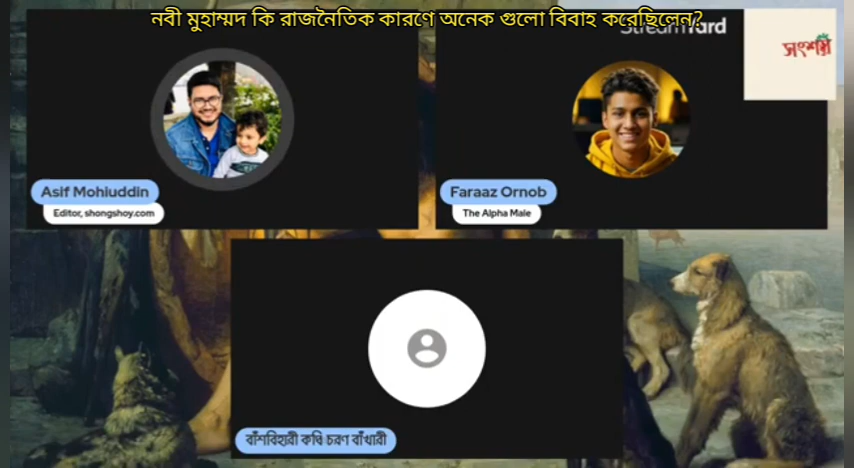 নবী মুহাম্মদ কি রাজনৈতিক কারণে অনেক গুলো বিবাহ করেছিলেন?
StreamYard
সংশয়
Asif Mohiuddin
Editor, shongshoy.com
Faraaz Ornob
The Alpha Male
বাঁশবিহারী কঞ্চি চরণ বাঁখারী